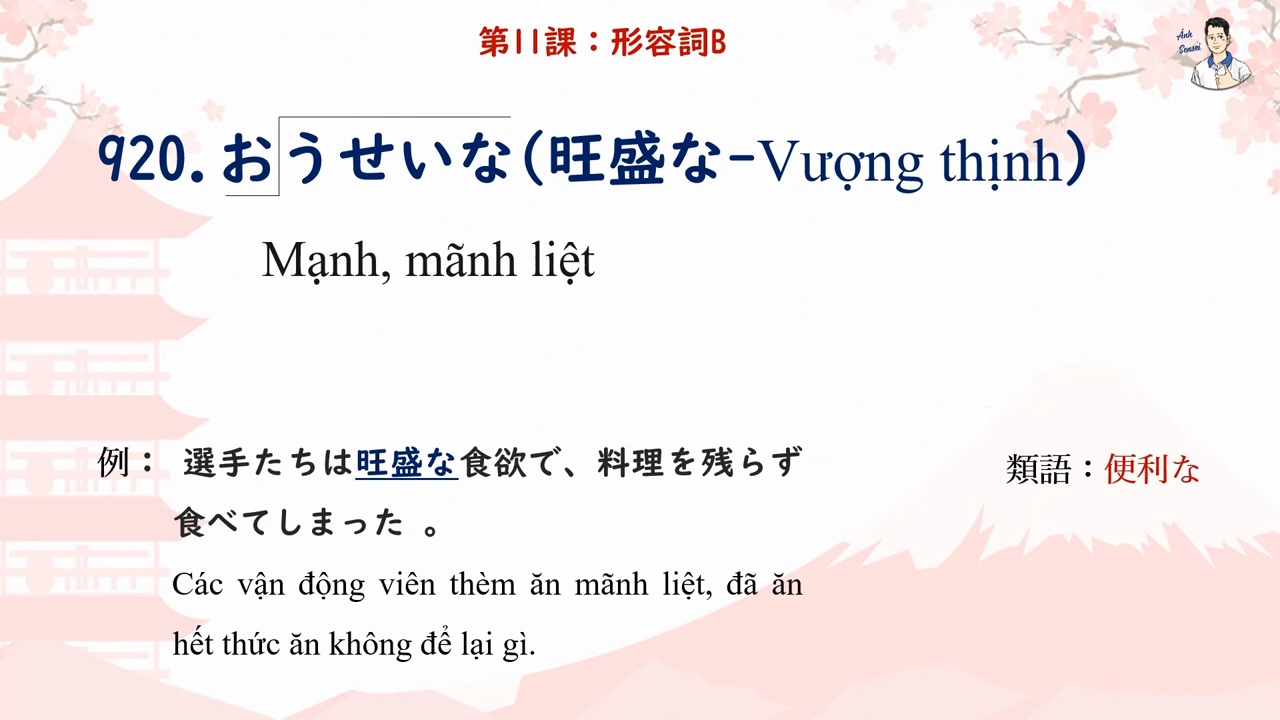 第11課：形容詞B
Ánh
Sensei
920.おうせいな(旺盛な-Vượng thịnh)
Mạnh, mãnh liệt
例： 選手たちは旺盛な食欲で、料理を残らず
食べてしまった 。
類語：便利な
Các vận động viên thèm ăn mãnh liệt, đã ăn
hết thức ăn không để lại gì.